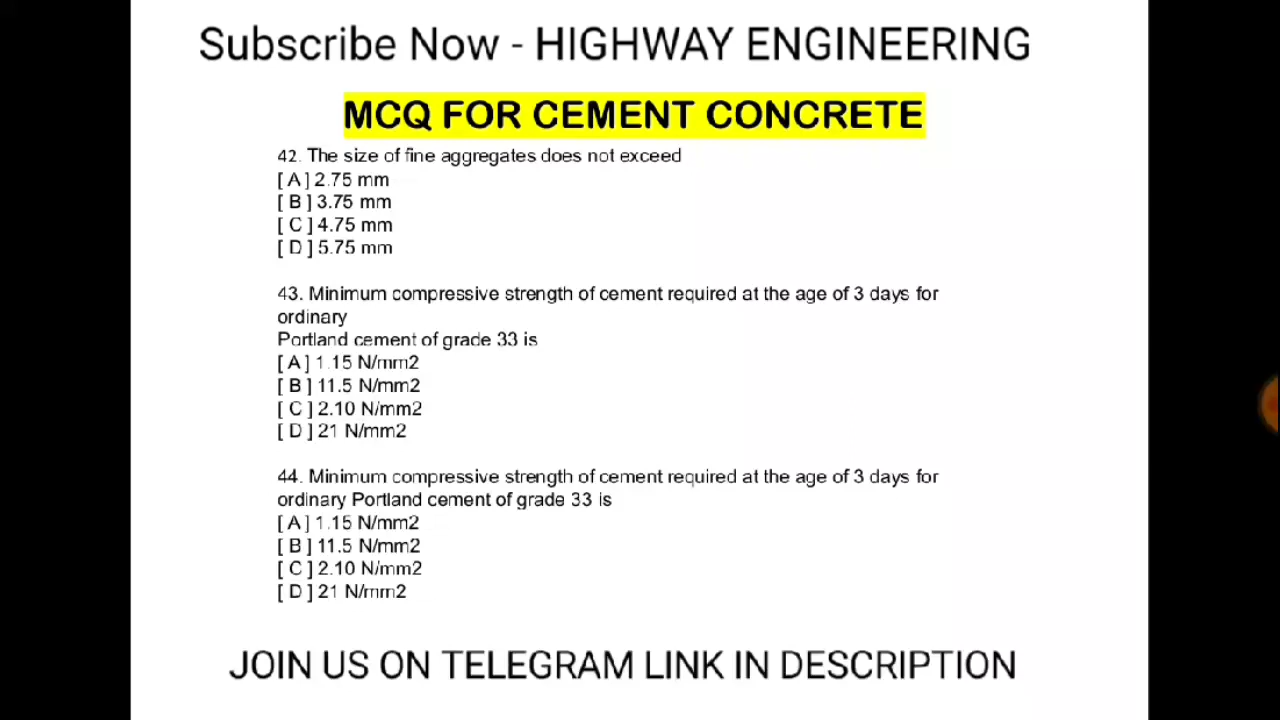 Subscribe Now - HIGHWAY ENGINEERING
MCQ FOR CEMENT CONCRETE
42. The size of fine aggregates does not exceed
[ A ] 2.75 mm
[ B ] 3.75 mm
[ C ] 4.75 mm
[ D ] 5.75 mm
43. Minimum compressive strength of cement required at the age of 3 days for
ordinary
Portland cement of grade 33 is
[ A ] 1.15 N/mm2
[ B ] 11.5 N/mm2
[ C ] 2.10 N/mm2
[ D ] 21 N/mm2
44. Minimum compressive strength of cement required at the age of 3 days for
ordinary Portland cement of grade 33 is
[ A ] 1.15 N/mm2
[ B ] 11.5 N/mm2
[ C ] 2.10 N/mm2
[ D ] 21 N/mm2
JOIN US ON TELEGRAM LINK IN DESCRIPTION